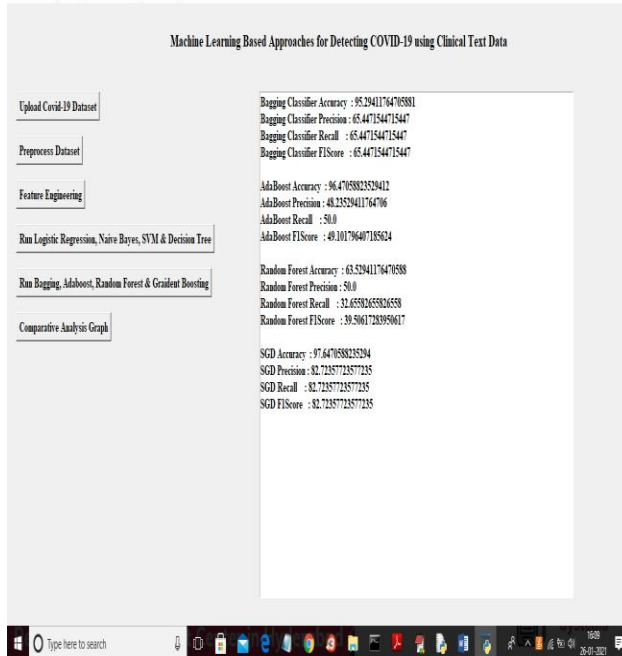 Machine Learning Based Approaches for Detecting COVID-19 using Clinical Text Data
Upload Covid-19 Dataset
Preprocess Dataset
Feature Engineering
Run Logistic Regression, Naive Bayes, SVM & Decision Tree
Run Bagging, Adaboost, Random Forest & Graident Boosting
Comparative Analysis Graph
Bagging Classifier Accuracy : 95.29411764705881
Bagging Classifier Precision : 65.4471544715447
Bagging Classifier Recall : 65.4471544715447
Bagging Classifier F1Score : 65.4471544715447
AdaBoost Accuracy : 96.47058823529412
AdaBoost Precision : 48.23529411764706
AdaBoost Recall : 50.0
AdaBoost F1Score : 49.101796407185624
Random Forest Accuracy : 63.52941176470588
Random Forest Precision : 50.0
Random Forest Recall : 32.65582655826558
Random Forest F1Score : 39.50617283950617
SGD Accuracy : 97.6470588235294
SGD Precision : 82.72357723577235
SGD Recall : 82.72357723577235
SGD F1Score : 82.72357723577235
Type here to search
16:09
26-01-2021